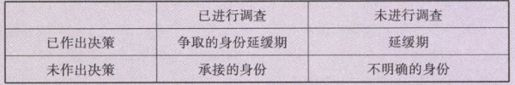 已进行调查 未进行调查
已作出决策 争取的身份延缓期 延缓期
未作出决策 承接的身份 不明确的身份